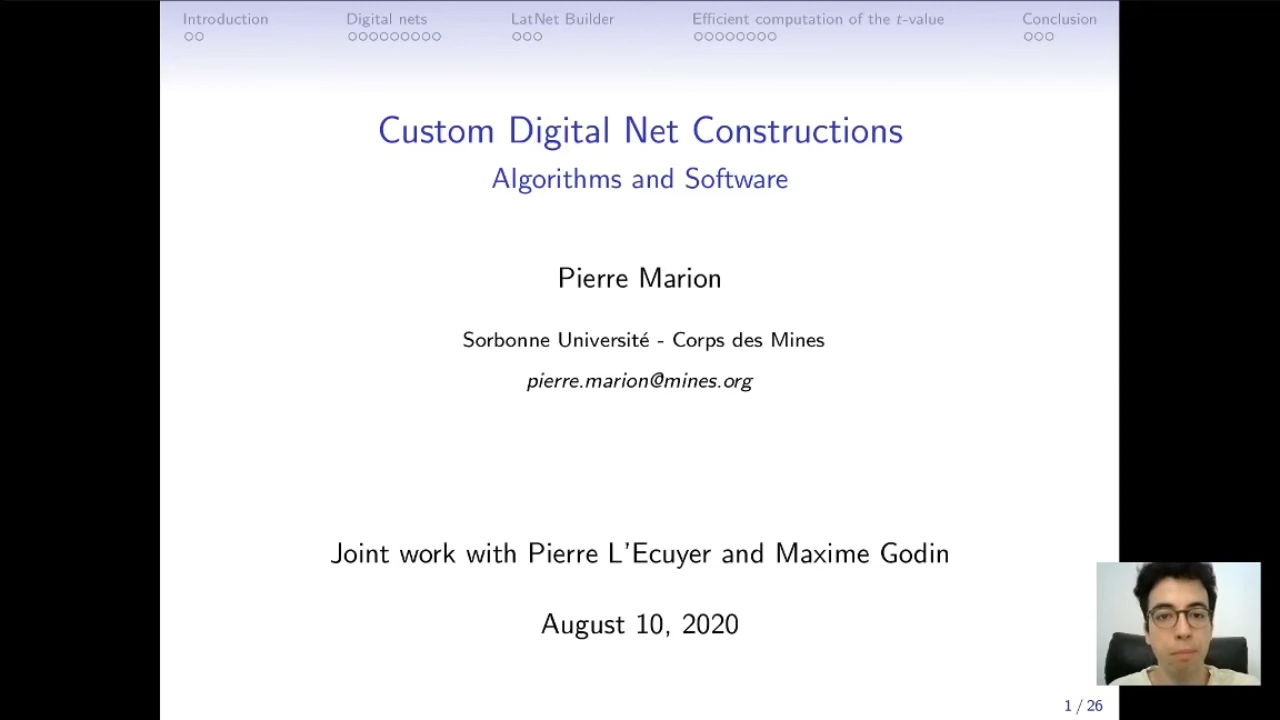 Introduction Digital nets LatNet Builder Efficient computation of the t-value Conclusion
Custom Digital Net Constructions
Algorithms and Software
Pierre Marion
Sorbonne Université - Corps des Mines
pierre.marion@mines.org
Joint work with Pierre L'Ecuyer and Maxime Godin
August 10, 2020
1 / 26